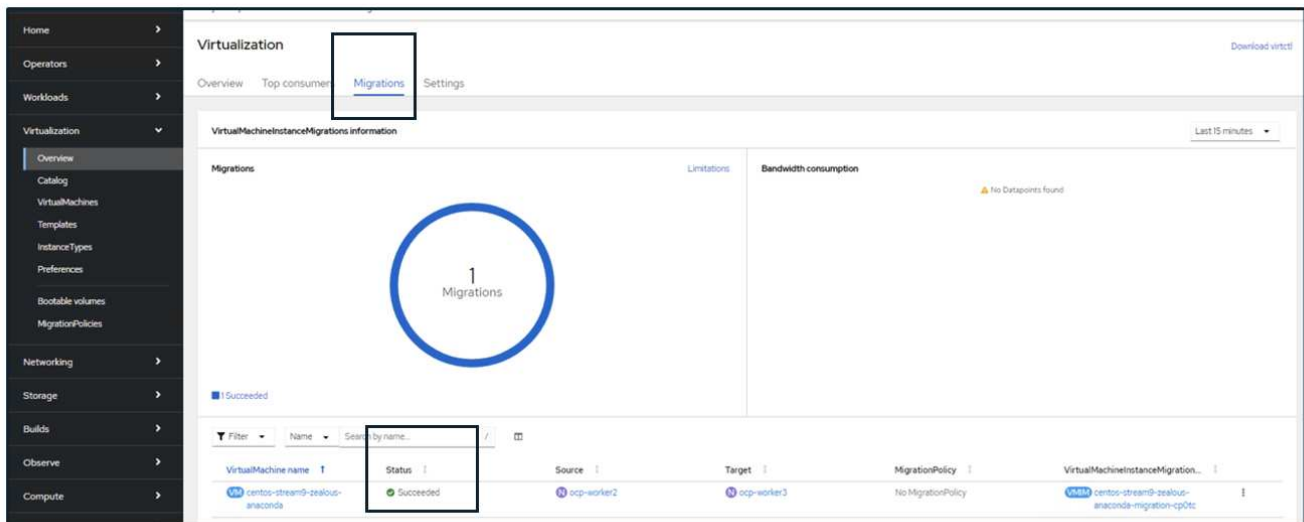 Home
Operators
Workloads
Virtualization
Overview
Catalog
VirtualMachines
Templates
InstanceTypes
Preferences
Bootable volumes
MigrationPolicies
Networking
Storage
Builds
Observe
Compute
Virtualization
Download virtctl
Overview Top consumers Migrations Settings
VirtualMachineInstanceMigrations information
Last 15 minutes
Migrations
Limitations
Bandwidth consumption
No Datapoints found
1
Migrations
1 Succeeded
Filter Name Search by name... /
VirtualMachine name Status Source Target MigrationPolicy VirtualMachineInstanceMigration...
VM centos-stream9-zealous-anaconda Succeeded N ocp-worker2 N ocp-worker3 No MigrationPolicy VMIM centos-stream9-zealous-anaconda-migration-cp0tc